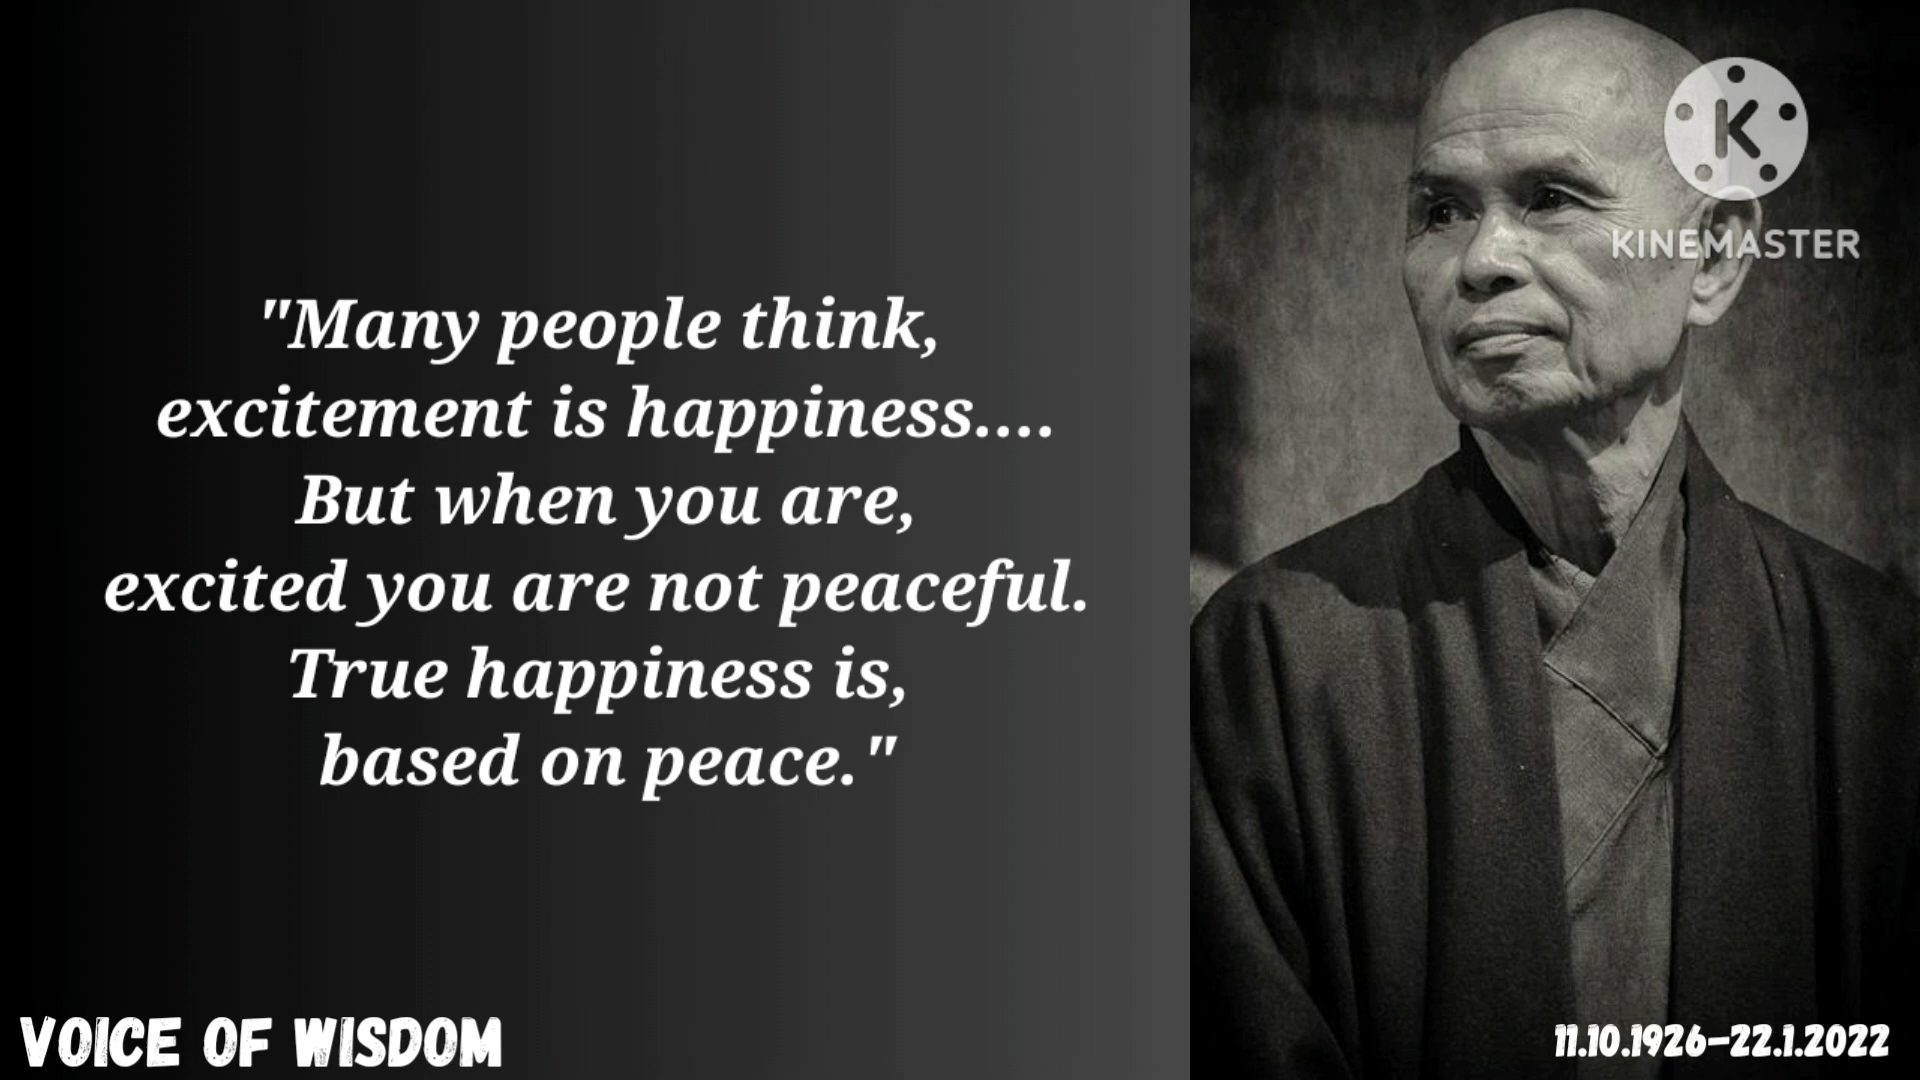 "Many people think,
excitement is happiness....
But when you are,
excited you are not peaceful.
True happiness is,
based on peace."
KINEMASTER
VOICE OF WISDOM
11.10.1926-22.1.2022